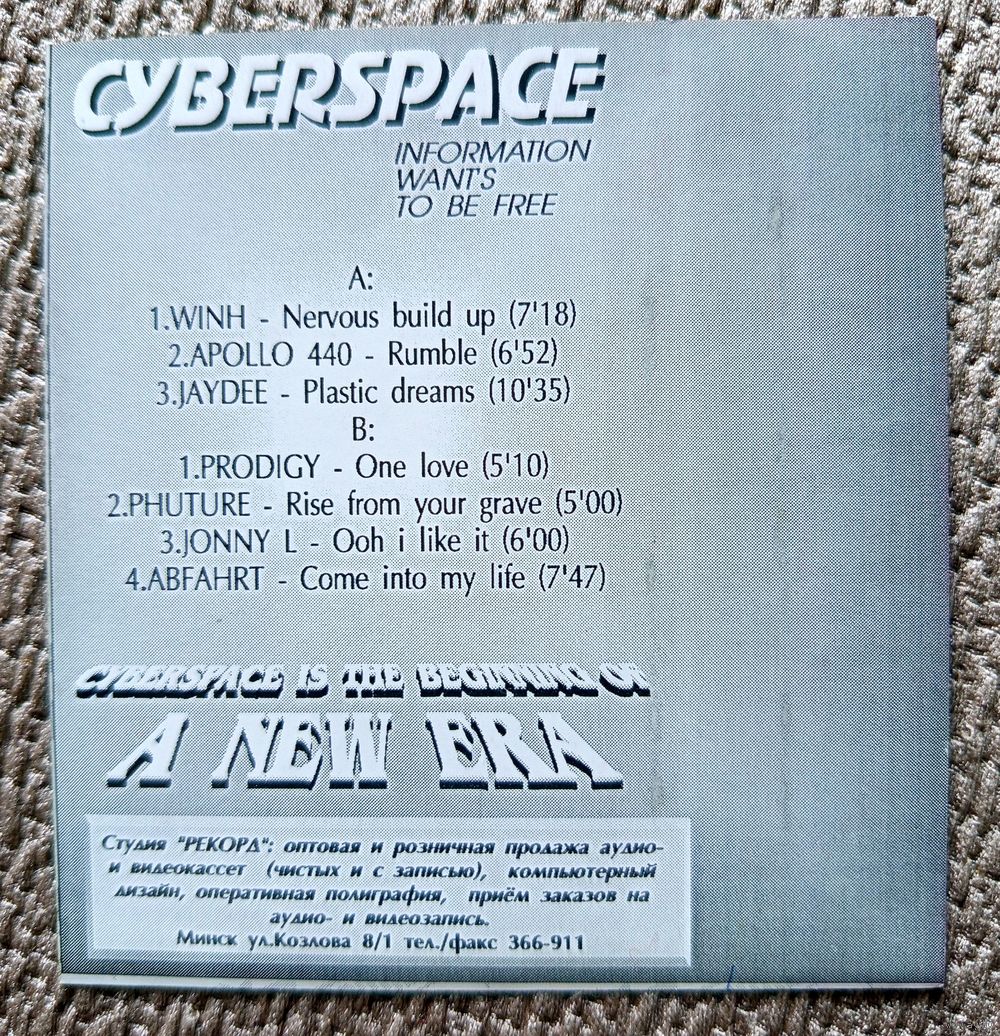 CYBERSPACE
INFORMATION
WANTS
TO BE FREE
A:
1.WINH - Nervous build up (7'18)
2.APOLLO 440 - Rumble (6'52)
3.JAYDEE - Plastic dreams (10'35)
B:
1.PRODIGY - One love (5'10)
2.PHUTURE - Rise from your grave (5'00)
3.JONNY L - Ooh i like it (6'00)
4.ABFAHRT - Come into my life (7'47)
CYBERSPACE IS THE BEGINNING OF
A NEW ERA
Студия "РЕКОРД": оптовая и розничная продажа аудио-
и видеокассет (чистых и с записью), компьютерный
дизайн, оперативная полиграфия, приём заказов на
аудио- и видеозапись.
Минск ул.Козлова 8/1 тел./факс 366-911